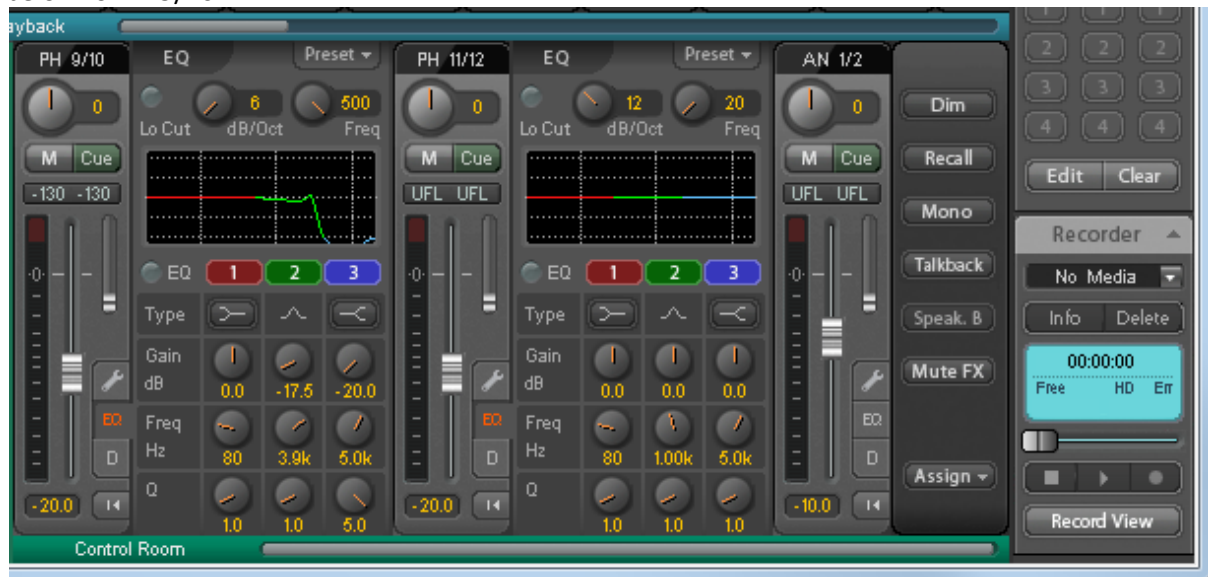 ayback
PH 9/10 EQ Preset PH 11/12 EQ Preset AN 1/2
0 6 500 0 12 20 0
Lo Cut dB/Oct Freq Lo Cut dB/Oct Freq
M Cue M Cue M Cue
-130 -130 UFL UFL UFL UFL
·0· EQ 1 2 3 ·0· EQ 1 2 3 ·0·
Type Type
Gain Gain
dB dB
0.0 -17.5 -20.0 0.0 0.0 0.0
EQ Freq EQ Freq EQ
Hz Hz
D 80 3.9k 5.0k D 80 1.00k 5.0k D
Q Q
-20.0 1.0 1.0 5.0 -20.0 1.0 1.0 1.0 -10.0
Control Room
Dim
Recall
Mono
Talkback
Speak. B
Mute FX
Assign
1 1 1
2 2 2
3 3 3
4 4 4
Edit Clear
Recorder
No Media
Info Delete
00:00:00
Free HD Err
Record View